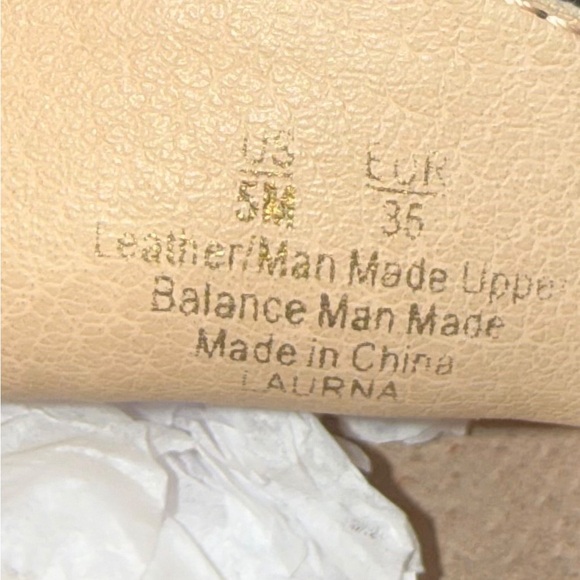 US EUR
5M 36
Leather/Man Made Upper
Balance Man Made
Made in China
LAURNA